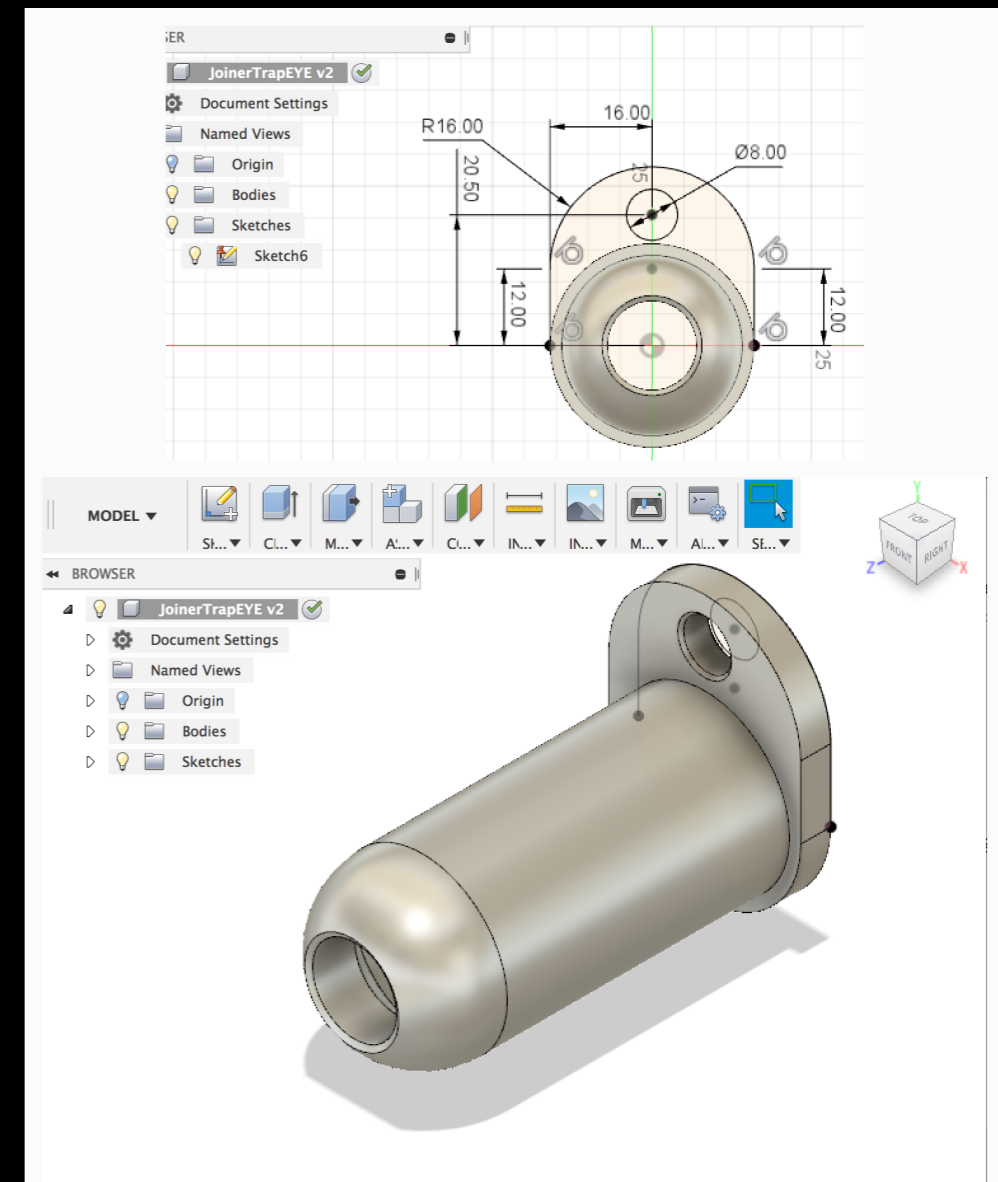 SER
JoinerTrapEYE v2
Document Settings
Named Views
Origin
Bodies
Sketches
Sketch6
16.00
R16.00
Ø8.00
20.50
25
12.00
12.00
25
MODEL ▼
C...▼
M...▼
IN...▼
IN...▼
M...▼
BROWSER
JoinerTrapEYE v2
Document Settings
Named Views
Origin
Bodies
Sketches
Y
TOP
FRONT
RIGHT
Z
X